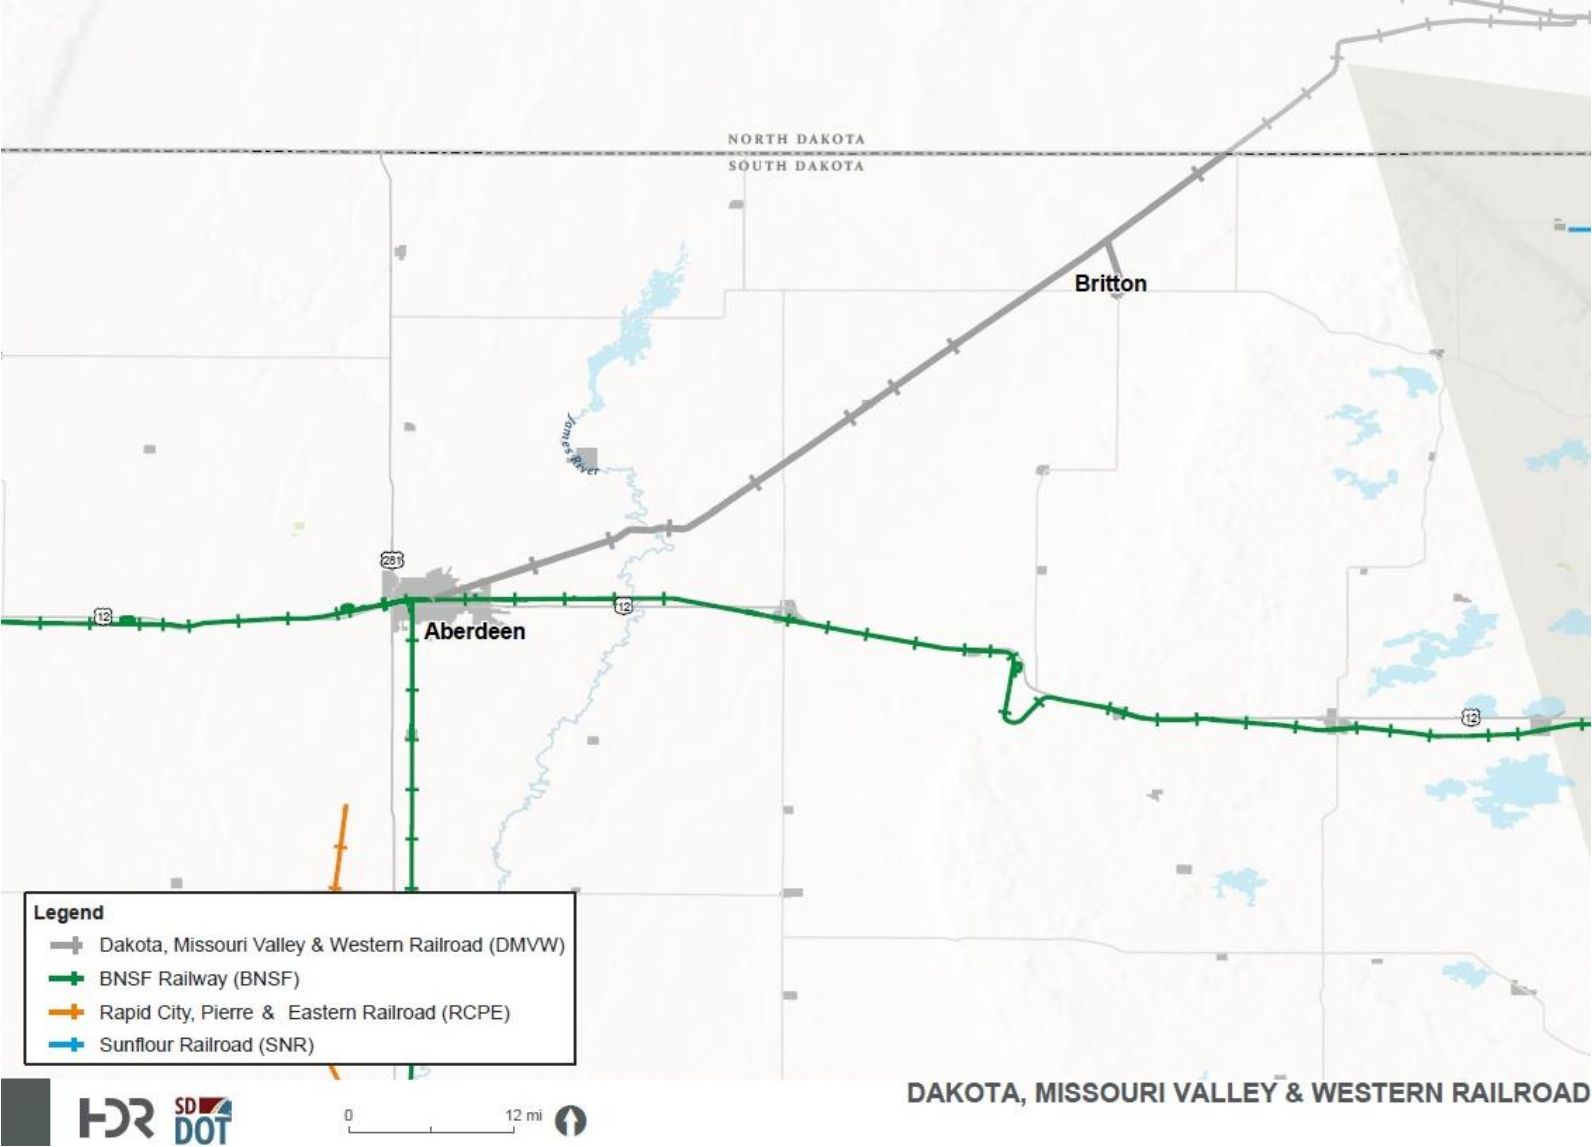 NORTH DAKOTA
SOUTH DAKOTA
Britton
James River
281
12
12
Aberdeen
12
Legend
Dakota, Missouri Valley & Western Railroad (DMVW)
BNSF Railway (BNSF)
Rapid City, Pierre & Eastern Railroad (RCPE)
Sunflour Railroad (SNR)
DAKOTA, MISSOURI VALLEY & WESTERN RAILROAD
HDR
SD
DOT
0 12 mi